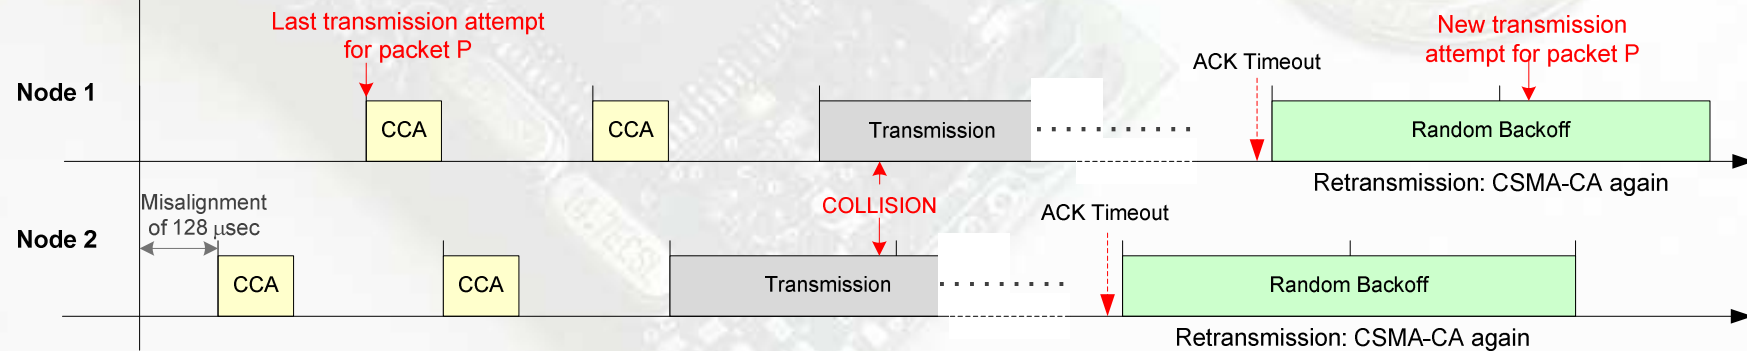 Last transmission attempt
for packet P
New transmission
attempt for packet P
ACK Timeout
Node 1
CCA
CCA
Transmission
Random Backoff
Retransmission: CSMA-CA again
Misalignment
of 128 μsec
COLLISION
ACK Timeout
Node 2
CCA
CCA
Transmission
Random Backoff
Retransmission: CSMA-CA again